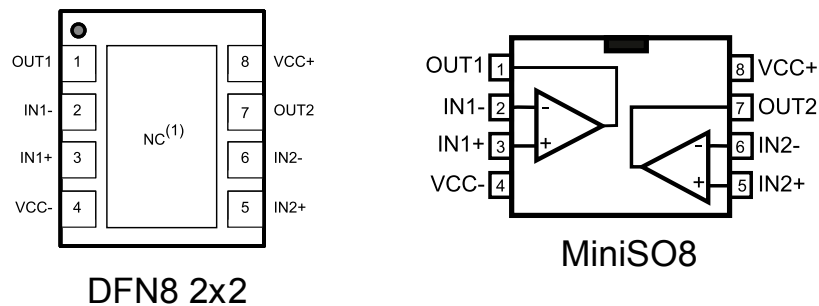 OUT1 1 8 VCC+
IN1- 2 7 OUT2
NC(1)
IN1+ 3 6 IN2-
VCC- 4 5 IN2+
DFN8 2x2
OUT1 1 8 VCC+
IN1- 2 - 7 OUT2
IN1+ 3 + - 6 IN2-
VCC- 4 + 5 IN2+
MiniSO8